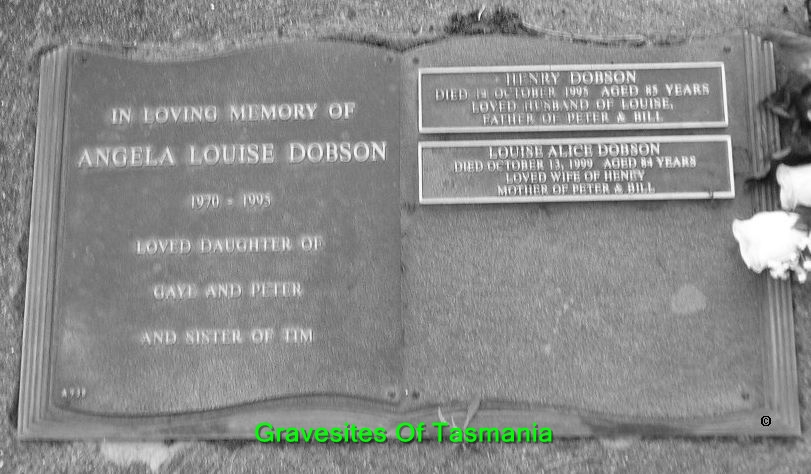 IN LOVING MEMORY OF
ANGELA LOUISE DOBSON
1970 - 1995
LOVED DAUGHTER OF
GAYE AND PETER
AND SISTER OF TIM
HENRY DOBSON
DIED 18 OCTOBER 1995 AGED 85 YEARS
LOVED HUSBAND OF LOUISE,
FATHER OF PETER & BILL
LOUISE ALICE DOBSON
DIED OCTOBER 13, 1999 AGED 84 YEARS
LOVED WIFE OF HENRY
MOTHER OF PETER & BILL
Gravesites Of Tasmania
©